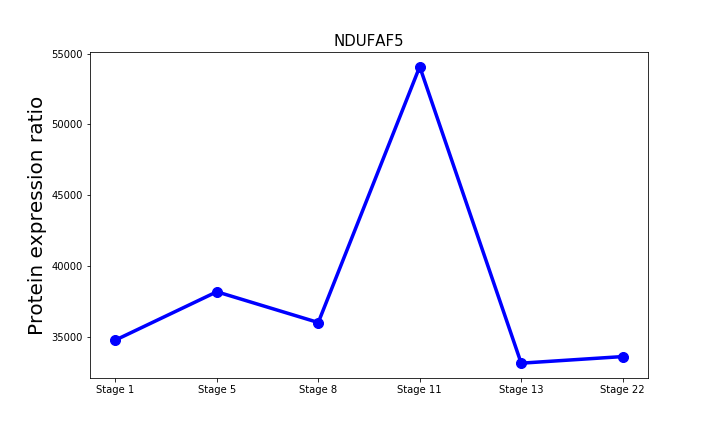 NDUFAF5
Protein expression ratio
55000
50000
45000
40000
35000
Stage 1 Stage 5 Stage 8 Stage 11 Stage 13 Stage 22